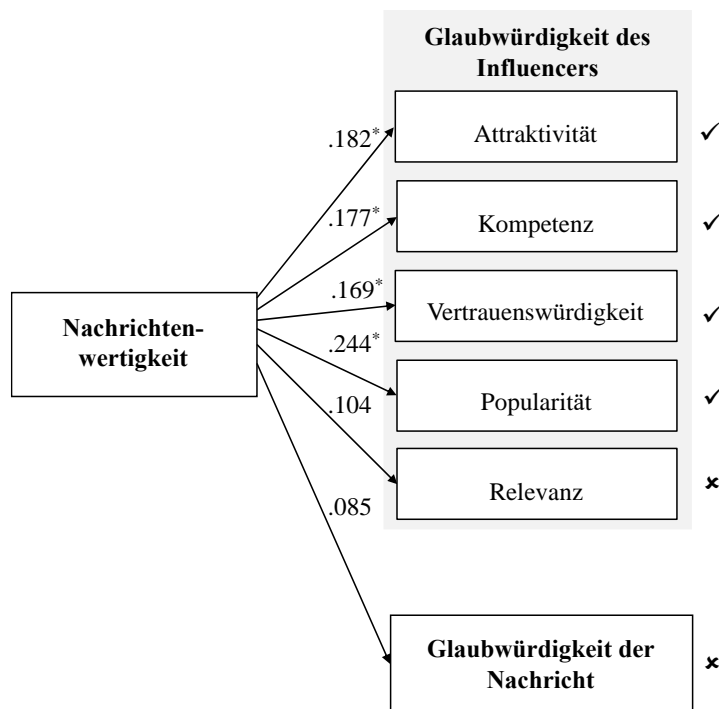 Glaubwürdigkeit des
Influencers
.182*
Attraktivität
✓
.177*
Kompetenz
✓
Nachrichten-
wertigkeit
.169*
Vertrauenswürdigkeit
✓
.244*
Popularität
✓
.104
Relevanz
✘
.085
Glaubwürdigkeit der
Nachricht
✘